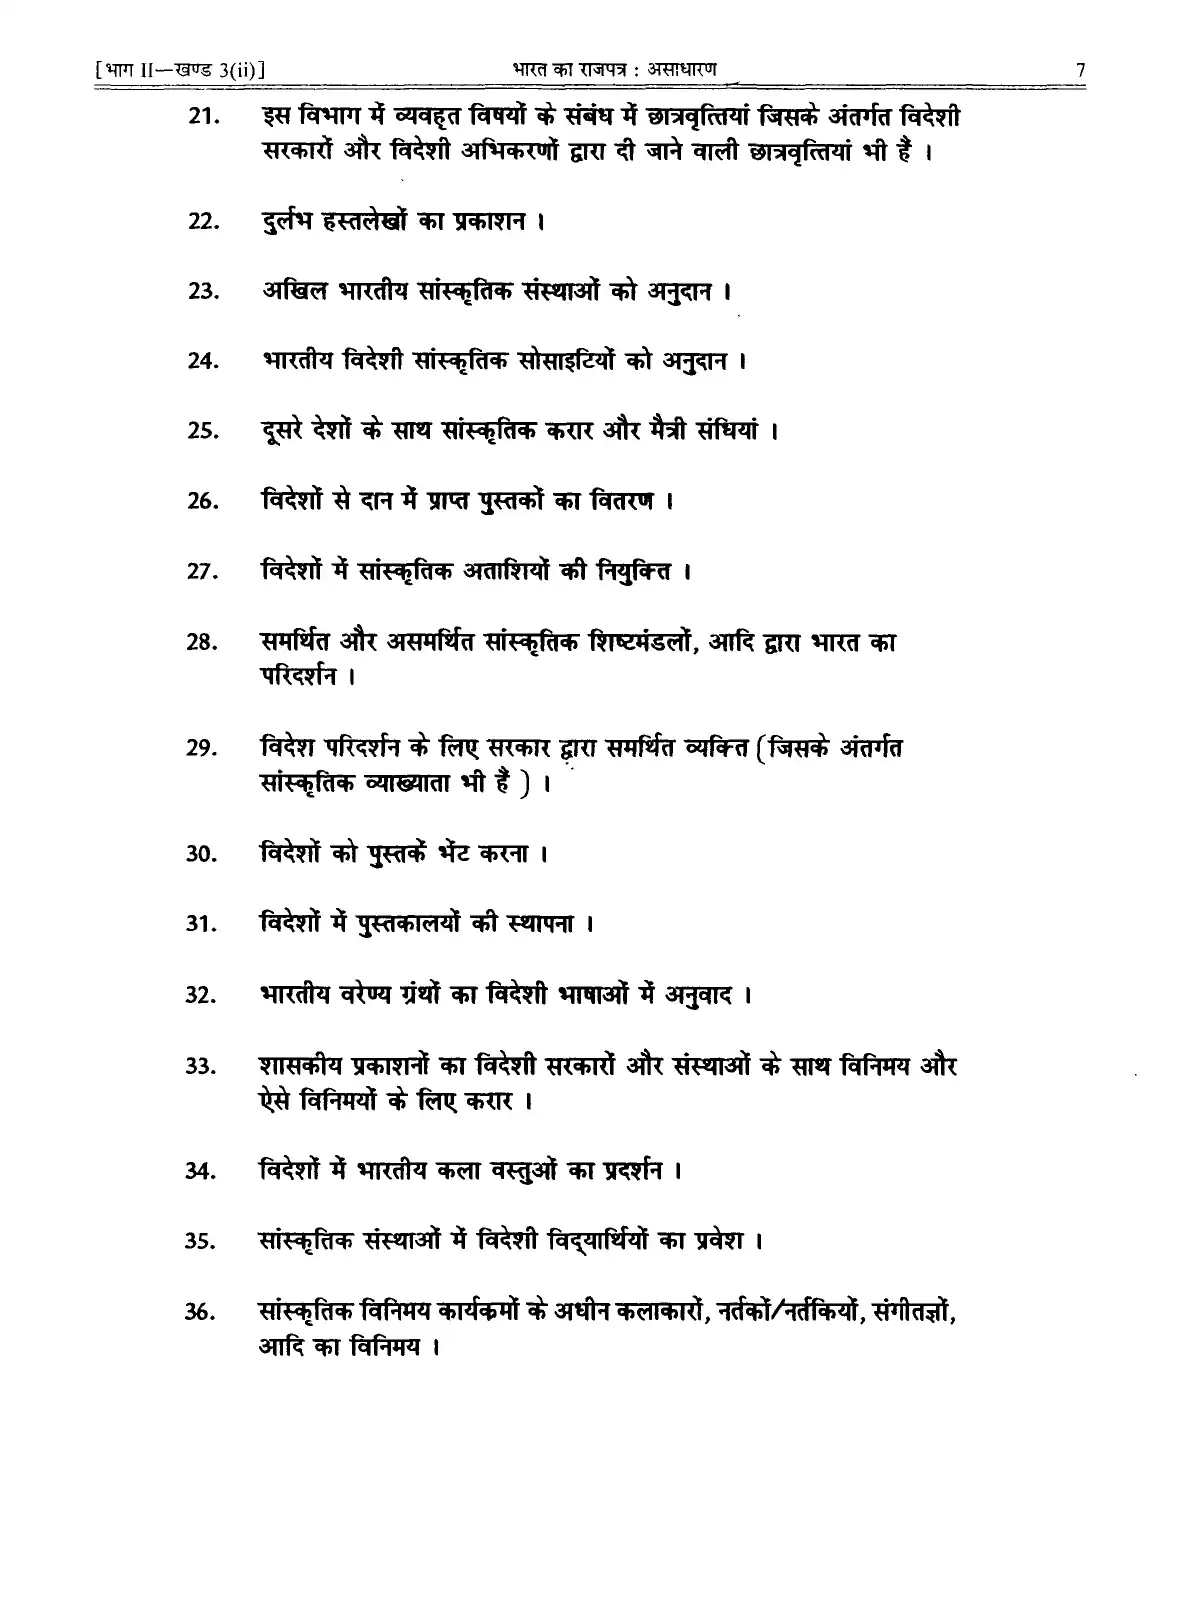 [भाग II—खण्ड 3(ii)] भारत का राजपत्र : असाधारण 7
21. इस विभाग में व्यवहृत विषयों के संबंध में छात्रवृत्तियां जिसके अंतर्गत विदेशी
सरकारों और विदेशी अभिकरणों द्वारा दी जाने वाली छात्रवृत्तियां भी हैं ।
22. दुर्लभ हस्तलेखों का प्रकाशन ।
23. अखिल भारतीय सांस्कृतिक संस्थाओं को अनुदान ।
24. भारतीय विदेशी सांस्कृतिक सोसाइटियों को अनुदान ।
25. दूसरे देशों के साथ सांस्कृतिक करार और मैत्री संधियां ।
26. विदेशों से दान में प्राप्त पुस्तकों का वितरण ।
27. विदेशों में सांस्कृतिक अताशियों की नियुक्ति ।
28. समर्थित और असमर्थित सांस्कृतिक शिष्टमंडलों, आदि द्वारा भारत का
परिदर्शन ।
29. विदेश परिदर्शन के लिए सरकार द्वारा समर्थित व्यक्ति (जिसके अंतर्गत
सांस्कृतिक व्याख्याता भी हैं ) ।
30. विदेशों को पुस्तकें भेंट करना ।
31. विदेशों में पुस्तकालयों की स्थापना ।
32. भारतीय वरेण्य ग्रंथों का विदेशी भाषाओं में अनुवाद ।
33. शासकीय प्रकाशनों का विदेशी सरकारों और संस्थाओं के साथ विनिमय और
ऐसे विनिमयों के लिए करार ।
34. विदेशों में भारतीय कला वस्तुओं का प्रदर्शन ।
35. सांस्कृतिक संस्थाओं में विदेशी विद्यार्थियों का प्रवेश ।
36. सांस्कृतिक विनिमय कार्यक्रमों के अधीन कलाकारों, नर्तकों/नर्तकियों, संगीतज्ञों,
आदि का विनिमय ।